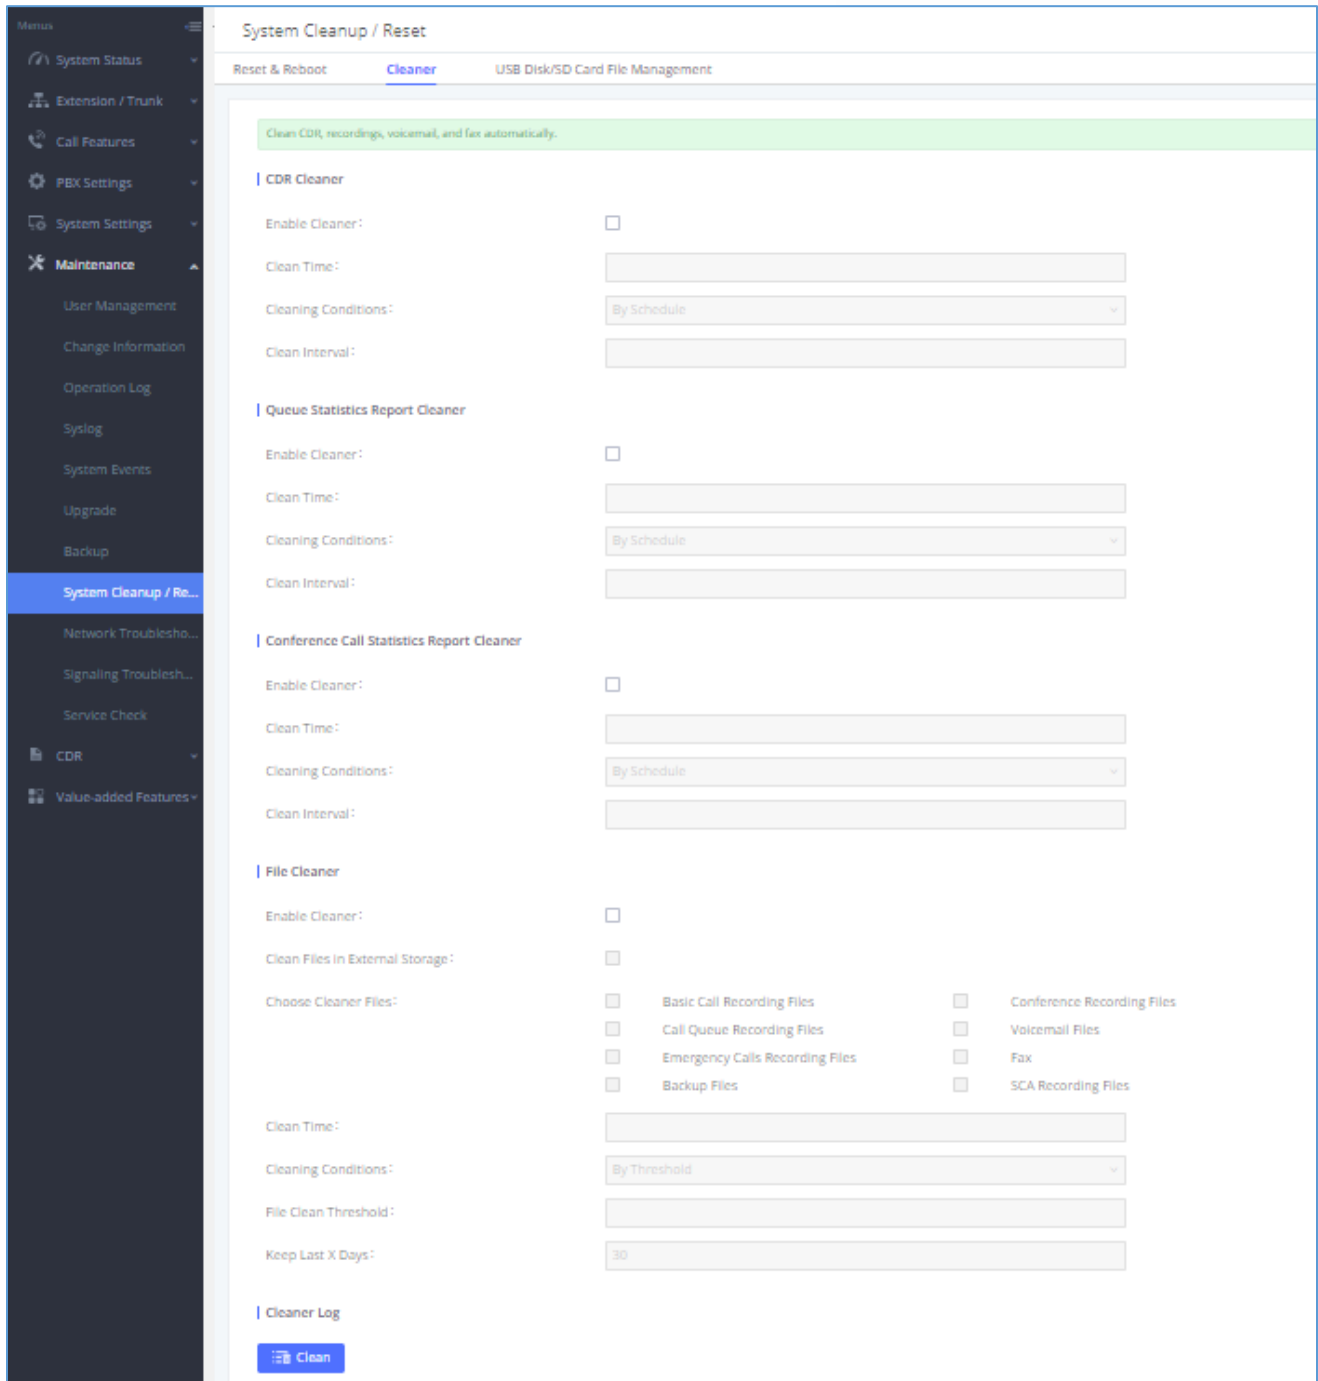 Menus
System Status
Extension / Trunk
Call Features
PBX Settings
System Settings
Maintenance
User Management
Change Information
Operation Log
Syslog
System Events
Upgrade
Backup
System Cleanup / Re...
Network Troublesho...
Signaling Troublesh...
Service Check
CDR
Value-added Features
System Cleanup / Reset
Reset & Reboot Cleaner USB Disk/SD Card File Management
Clean CDR, recordings, voicemail, and fax automatically.
CDR Cleaner
Enable Cleaner:
Clean Time:
Cleaning Conditions: By Schedule
Clean Interval:
Queue Statistics Report Cleaner
Enable Cleaner:
Clean Time:
Cleaning Conditions: By Schedule
Clean Interval:
Conference Call Statistics Report Cleaner
Enable Cleaner:
Clean Time:
Cleaning Conditions: By Schedule
Clean Interval:
File Cleaner
Enable Cleaner:
Clean Files in External Storage:
Choose Cleaner Files: Basic Call Recording Files Conference Recording Files
Call Queue Recording Files Voicemail Files
Emergency Calls Recording Files Fax
Backup Files SCA Recording Files
Clean Time:
Cleaning Conditions: By Threshold
File Clean Threshold:
Keep Last X Days: 30
Cleaner Log
Clean